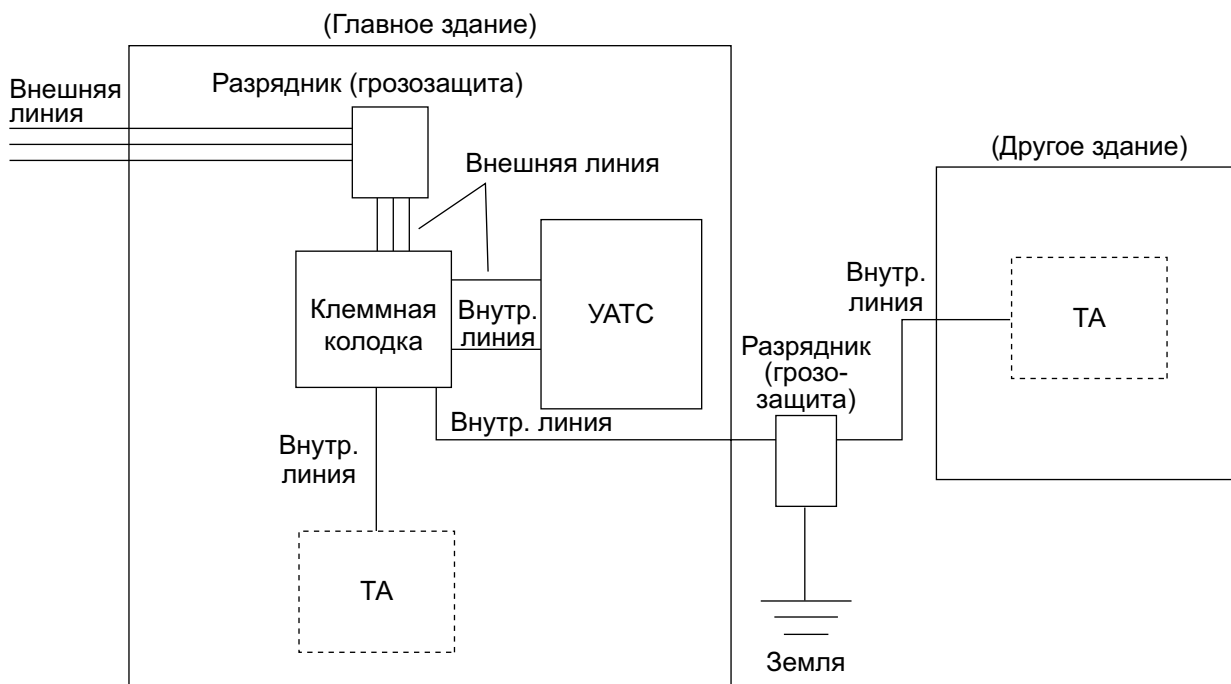 (Главное здание)
Внешняя
линия
Разрядник (грозозащита)
Внешняя линия
(Другое здание)
Клеммная
колодка
Внутр.
линия
УАТС
Внутр.
линия
ТА
Разрядник
(грозо-
защита)
Внутр. линия
Внутр.
линия
ТА
Земля